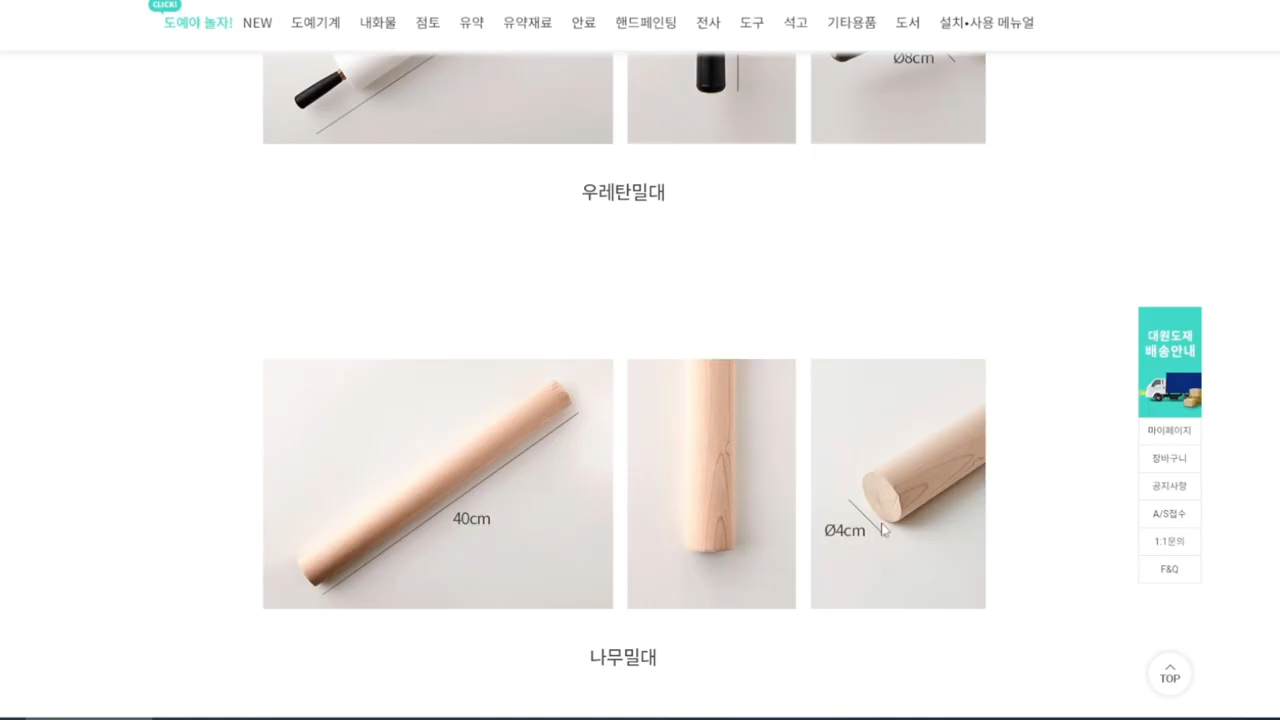 CLICK!
도예야 놀자! NEW 도예기계 내화물 점토 유약 유약재료 안료 핸드페인팅 전사 도구 석고 기타용품 도서 설치•사용 메뉴얼
Ø8cm
우레탄밀대
40cm
Ø4cm
나무밀대
대원도재
배송안내
마이페이지
장바구니
공지사항
A/S접수
1:1문의
F&Q
TOP